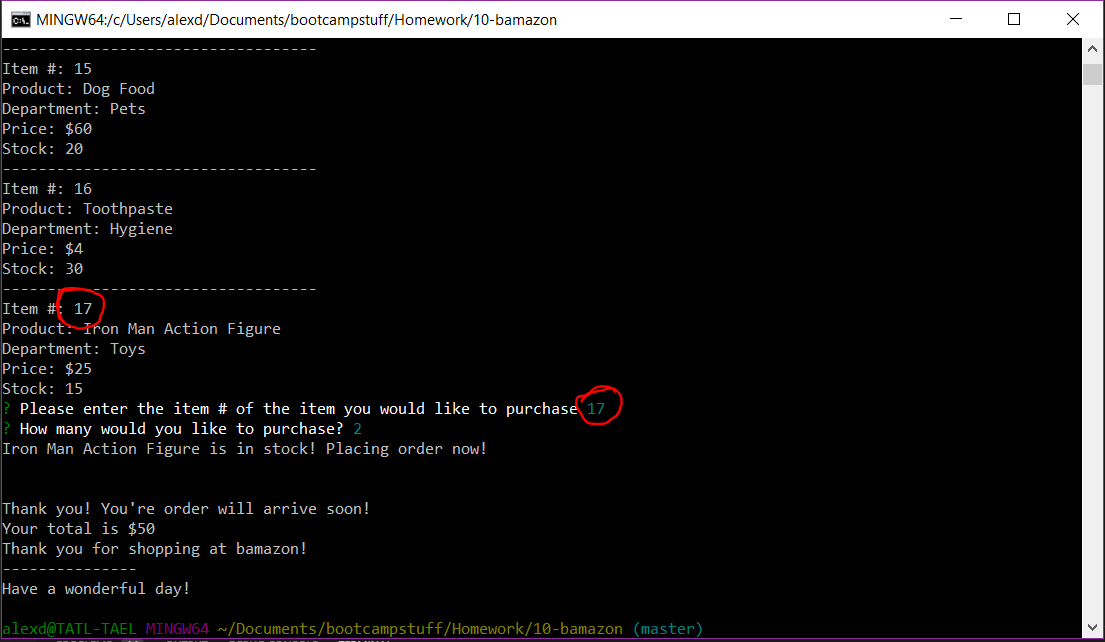 MINGW64:/c/Users/alexd/Documents/bootcampstuff/Homework/10-bamazon
-----------------------------------
Item #: 15
Product: Dog Food
Department: Pets
Price: $60
Stock: 20
-----------------------------------
Item #: 16
Product: Toothpaste
Department: Hygiene
Price: $4
Stock: 30
-----------------------------------
Item #: 17
Product: Iron Man Action Figure
Department: Toys
Price: $25
Stock: 15
? Please enter the item # of the item you would like to purchase 17
? How many would you like to purchase? 2
Iron Man Action Figure is in stock! Placing order now!
Thank you! You're order will arrive soon!
Your total is $50
Thank you for shopping at bamazon!
---------------
Have a wonderful day!
alexd@TATL-TAEL MINGW64 ~/Documents/bootcampstuff/Homework/10-bamazon (master)